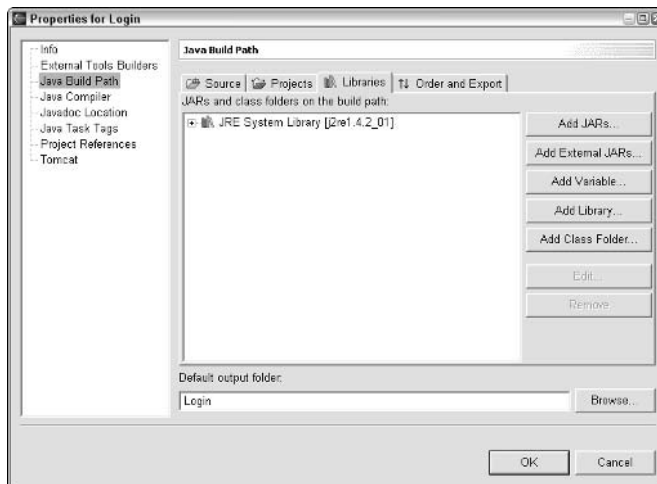 Properties for Login
Info
External Tools Builders
Java Build Path
Java Compiler
Javadoc Location
Java Task Tags
Project References
Tomcat
Java Build Path
Source Projects Libraries Order and Export
JARs and class folders on the build path:
JRE System Library [j2re1.4.2_01]
Add JARs...
Add External JARs...
Add Variable...
Add Library...
Add Class Folder...
Edit...
Remove
Default output folder:
Login
Browse...
OK Cancel